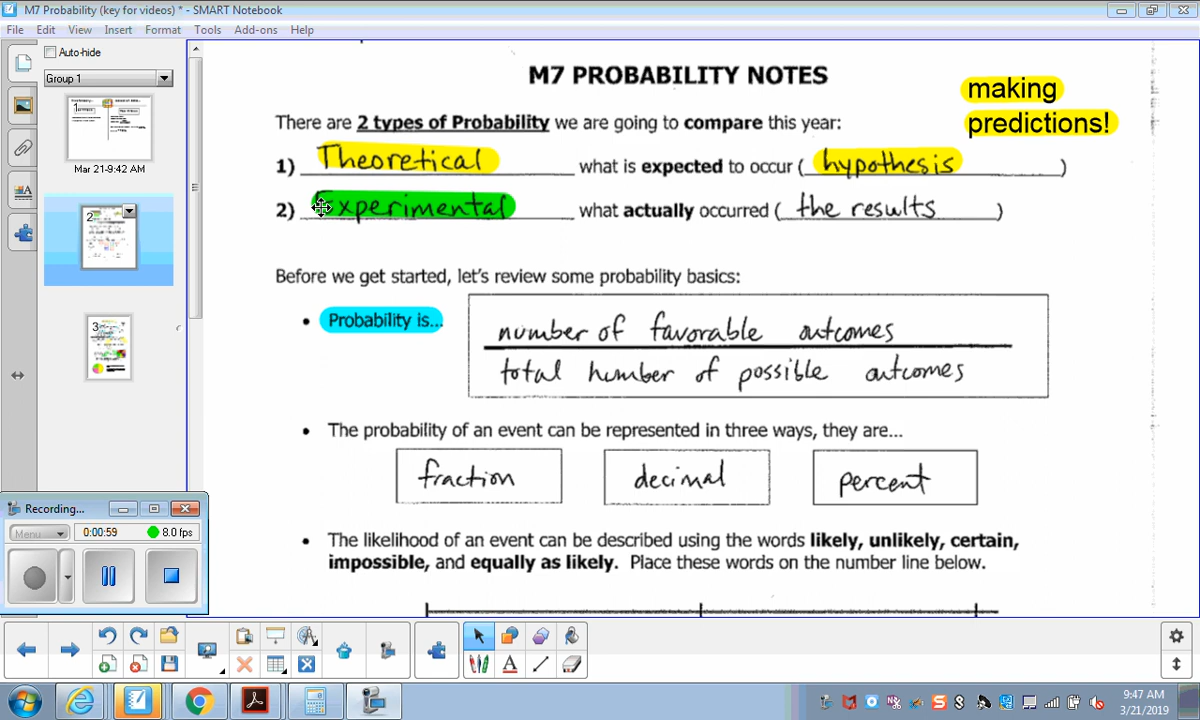 M7 Probability (key for videos) * - SMART Notebook
File Edit View Insert Format Tools Add-ons Help
Auto-hide
Group 1
1
Mar 21-9:42 AM
2
3
M7 PROBABILITY NOTES
making
predictions!
There are 2 types of Probability we are going to compare this year:
1) Theoretical what is expected to occur ( hypothesis )
2) Experimental what actually occurred ( the results )
Before we get started, let's review some probability basics:
• Probability is...
number of favorable outcomes
total number of possible outcomes
• The probability of an event can be represented in three ways, they are...
fraction decimal percent
• The likelihood of an event can be described using the words likely, unlikely, certain,
impossible, and equally as likely. Place these words on the number line below.
Recording...
Menu 0:00:59 8.0 fps
9:47 AM
3/21/2019